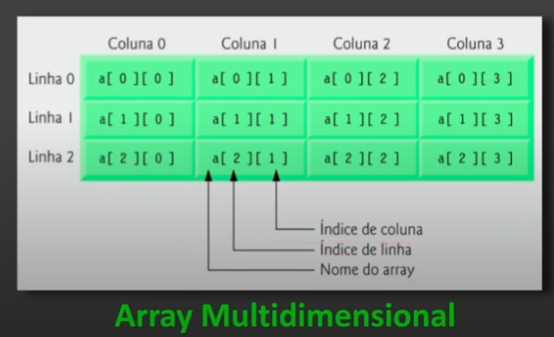 Coluna 0 Coluna 1 Coluna 2 Coluna 3
Linha 0 a[ 0 ][ 0 ] a[ 0 ][ 1 ] a[ 0 ][ 2 ] a[ 0 ][ 3 ]
Linha 1 a[ 1 ][ 0 ] a[ 1 ][ 1 ] a[ 1 ][ 2 ] a[ 1 ][ 3 ]
Linha 2 a[ 2 ][ 0 ] a[ 2 ][ 1 ] a[ 2 ][ 2 ] a[ 2 ][ 3 ]
Índice de coluna
Índice de linha
Nome do array
Array Multidimensional